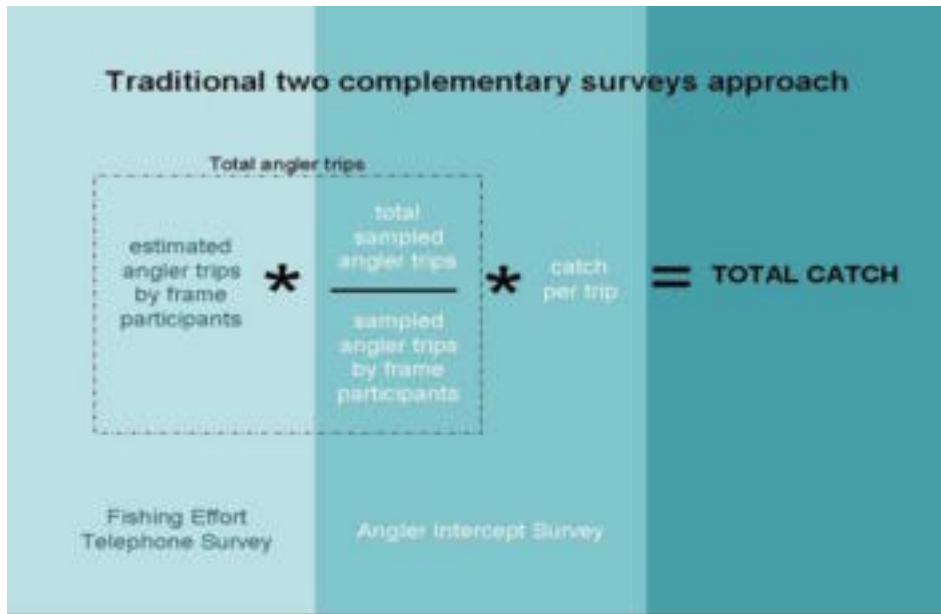 Traditional two complementary surveys approach
Total angler trips
estimated
angler trips
by frame
participants
*
total
sampled
angler trips
sampled
angler trips
by frame
participants
*
catch
per trip
= TOTAL CATCH
Fishing Effort
Telephone Survey
Angler Intercept Survey